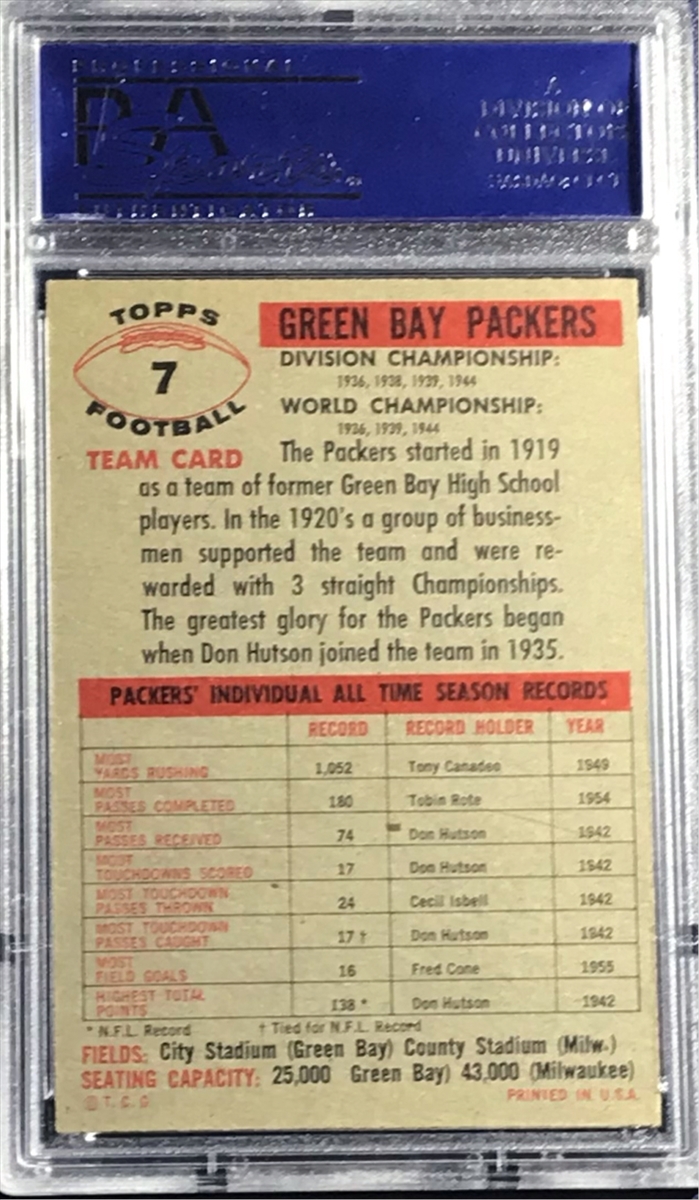 PROFESSIONAL
PSA
A
DIVISION OF
COLLECTORS
UNIVERSE
TOPPS
7
FOOTBALL
TEAM CARD
GREEN BAY PACKERS
DIVISION CHAMPIONSHIP:
1936, 1938, 1939, 1944
WORLD CHAMPIONSHIP:
1936, 1939, 1944
The Packers started in 1919
as a team of former Green Bay High School
players. In the 1920's a group of business-
men supported the team and were re-
warded with 3 straight Championships.
The greatest glory for the Packers began
when Don Hutson joined the team in 1935.
PACKERS' INDIVIDUAL ALL TIME SEASON RECORDS
RECORD RECORD HOLDER YEAR
MOST YARDS RUSHING 1,052 Tony Canadeo 1949
MOST PASSES COMPLETED 180 Tobin Rote 1954
MOST PASSES RECEIVED 74 Don Hutson 1942
MOST TOUCHDOWNS SCORED 17 Don Hutson 1942
MOST TOUCHDOWN PASSES THROWN 24 Cecil Isbell 1942
MOST TOUCHDOWN PASSES CAUGHT 17 † Don Hutson 1942
MOST FIELD GOALS 16 Fred Cone 1955
HIGHEST TOTAL POINTS 138 * Don Hutson 1942
* N.F.L. Record † Tied for N.F.L. Record
FIELDS: City Stadium (Green Bay) County Stadium (Milw.)
SEATING CAPACITY: 25,000 Green Bay) 43,000 (Milwaukee)
© T. C. G. PRINTED IN U.S.A.